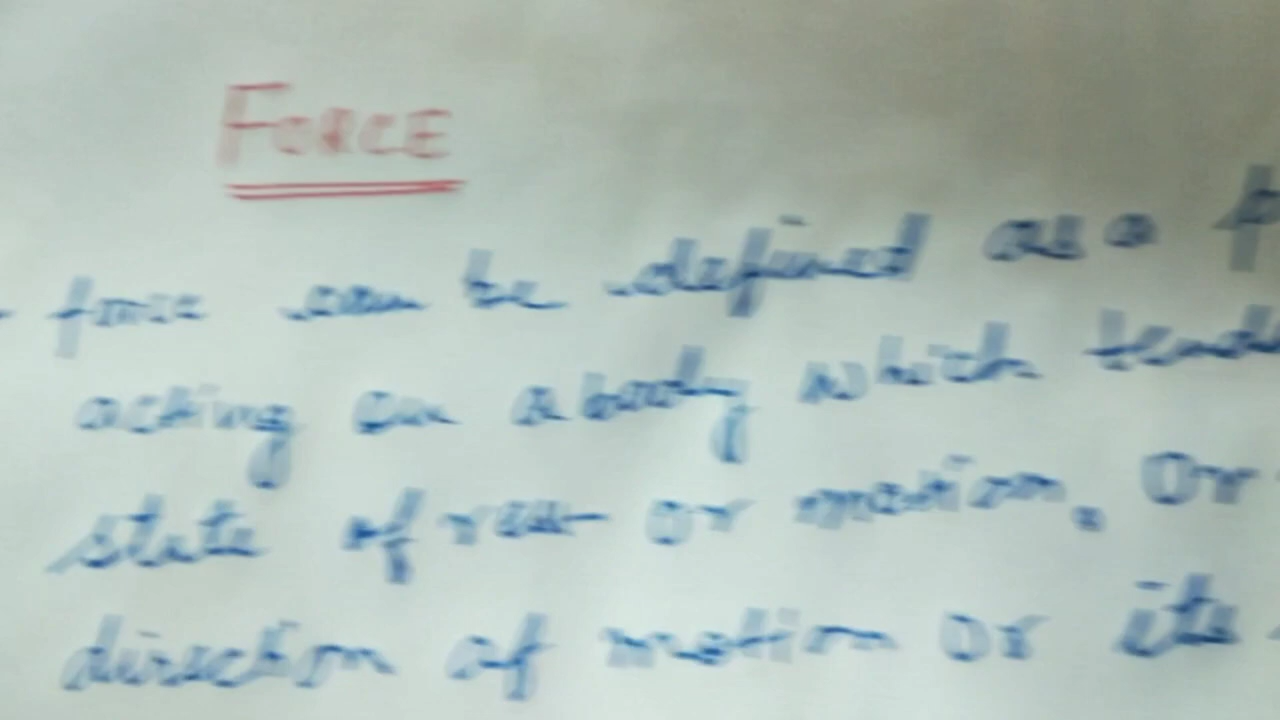 FORCE
force can be defined as a
acting on a body which
state of rest or motion. Or
direction of motion or its